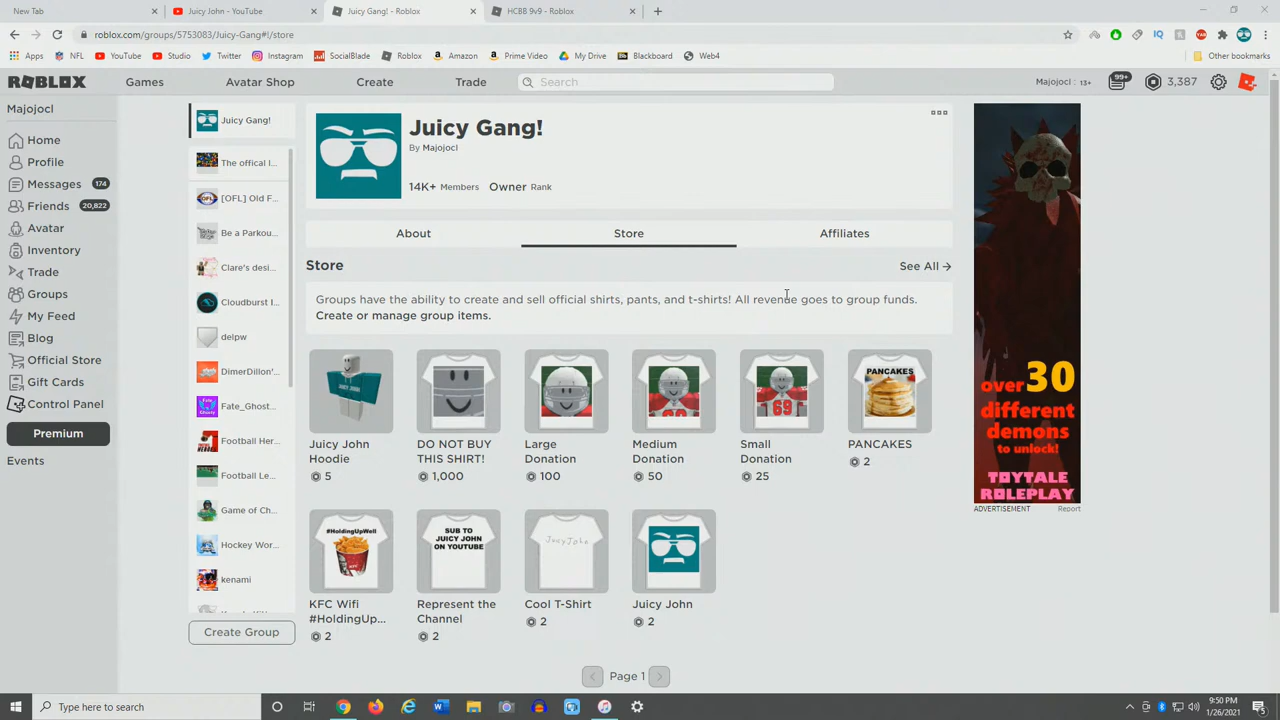 New Tab
Juicy John - YouTube
Juicy Gang! - Roblox
HCBB 9v9 - Roblox
roblox.com/groups/5753083/Juicy-Gang#!/store
Apps
NFL
YouTube
Studio
Twitter
Instagram
SocialBlade
Roblox
Amazon
Prime Video
My Drive
Blackboard
Web4
Other bookmarks
ROBLOX
Games
Avatar Shop
Create
Trade
Search
Majojocl : 13+
99+
3,387
Majojocl
Home
Profile
Messages 174
Friends 20,822
Avatar
Inventory
Trade
Groups
My Feed
Blog
Official Store
Gift Cards
Control Panel
Premium
Events
Juicy Gang!
The offical I...
[OFL] Old F...
Be a Parkou...
Clare's desi...
Cloudburst I...
delpw
DimerDillon'...
Fate_Ghost...
Football Her...
Football Le...
Game of Ch...
Hockey Wor...
kenami
Create Group
Juicy Gang!
By Majojocl
14K+ Members
Owner Rank
About
Store
Affiliates
Store
See All
Groups have the ability to create and sell official shirts, pants, and t-shirts! All revenue goes to group funds.
Create or manage group items.
JUICY JOHN
69
PANCAKES
Juicy John
Hoodie
5
DO NOT BUY
THIS SHIRT!
1,000
Large
Donation
100
Medium
Donation
50
Small
Donation
25
PANCAKES
2
#HoldingUpWell
KFC
SUB TO
JUICY JOHN
ON YOUTUBE
JuicyJohn
KFC Wifi
#HoldingUp...
2
Represent the
Channel
2
Cool T-Shirt
2
Juicy John
2
Page 1
over 30
different
demons
to unlock!
TOYTALE
ROLEPLAY
ADVERTISEMENT
Report
Type here to search
9:50 PM
1/26/2021
5